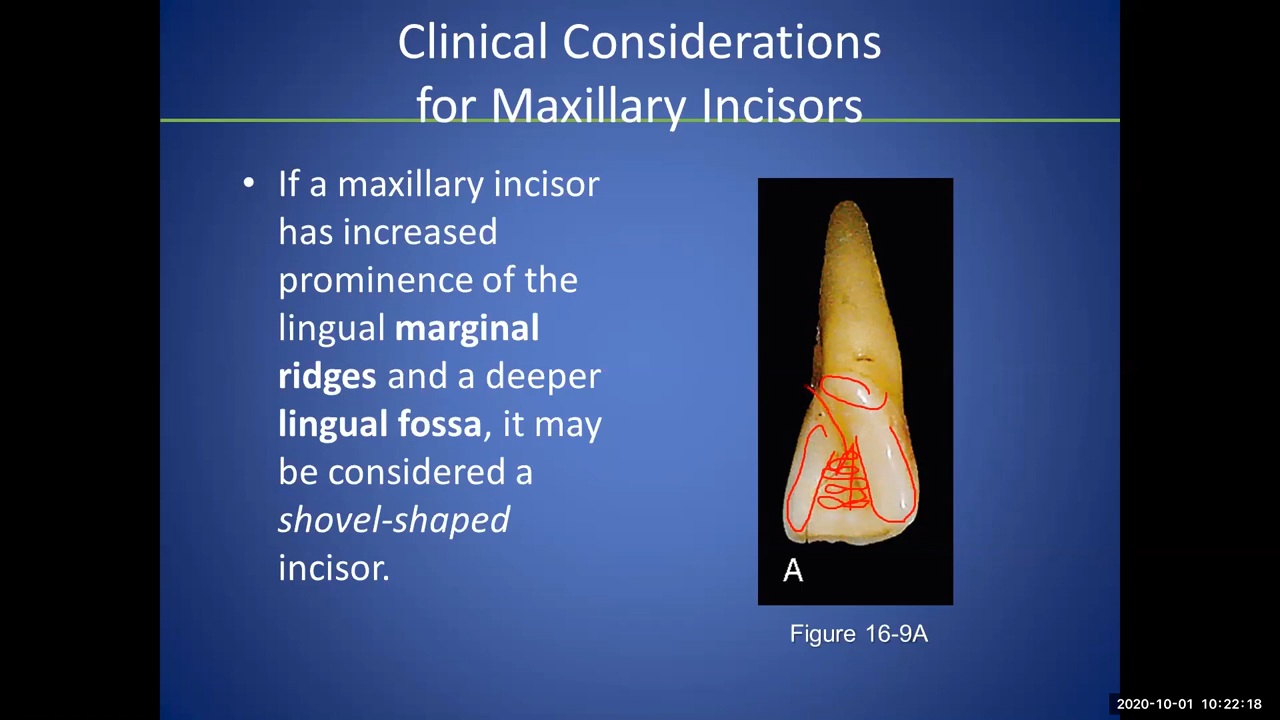 Clinical Considerations
for Maxillary Incisors
• If a maxillary incisor
has increased
prominence of the
lingual marginal
ridges and a deeper
lingual fossa, it may
be considered a
shovel-shaped
incisor.
A
Figure 16-9A
2020-10-01 10:22:18